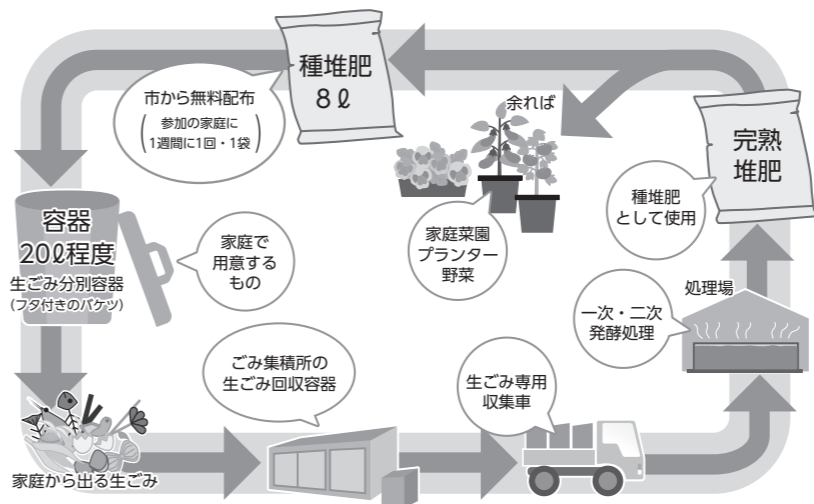 種堆肥
8ℓ
市から無料配布
(参加の家庭に
1週間に1回・1袋)
容器
20ℓ程度
生ごみ分別容器
(フタ付きのバケツ)
家庭で
用意する
もの
家庭から出る生ごみ
ごみ集積所の
生ごみ回収容器
生ごみ専用
収集車
処理場
一次・二次
発酵処理
完熟
堆肥
種堆肥
として使用
余れば
家庭菜園
プランター
野菜